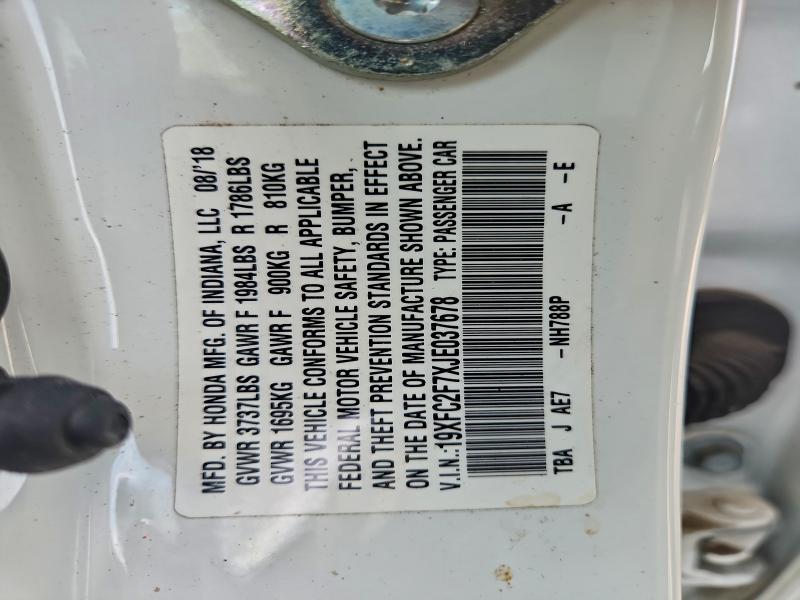 MFD. BY HONDA MFG. OF INDIANA, LLC 08/'18
GVWR 3737LBS GAWR F 1984LBS R 1786LBS
GVWR 1695KG GAWR F 900KG R 810KG
THIS VEHICLE CONFORMS TO ALL APPLICABLE
FEDERAL MOTOR VEHICLE SAFETY, BUMPER,
AND THEFT PREVENTION STANDARDS IN EFFECT
ON THE DATE OF MANUFACTURE SHOWN ABOVE.
V.I.N.:19XFC2F7XJE037678 TYPE: PASSENGER CAR
TBA J AE7 -NH788P -A -E